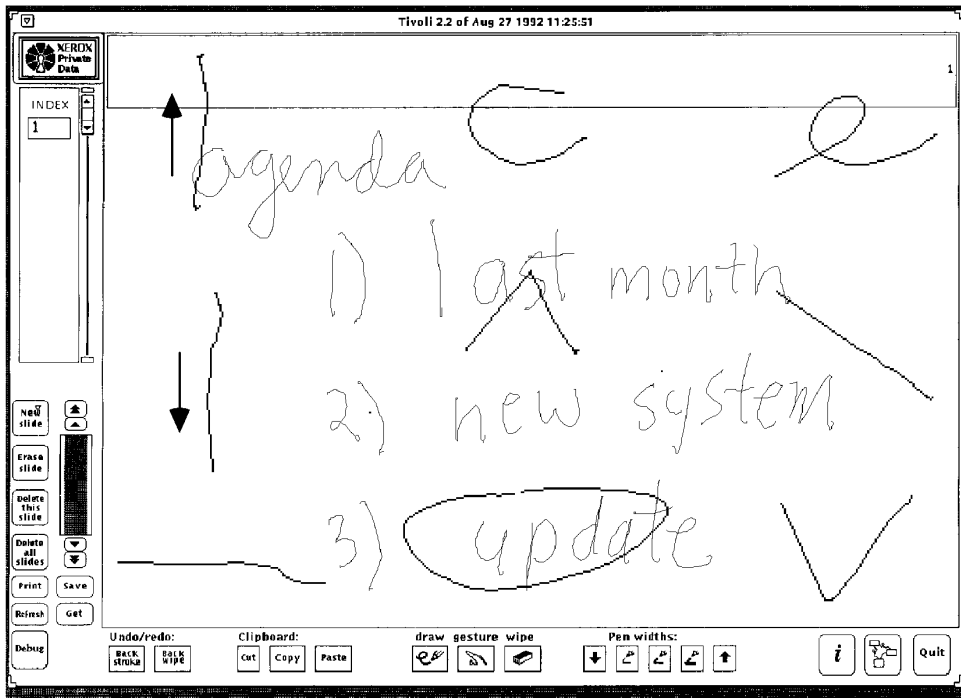 Tivoli 2.2 of Aug 27 1992 11:25:51
XEROX
Private
Data
1
INDEX
1
agenda
1) last month
2) new system
3) update
New
slide
Erase
slide
Delete
this
slide
Delete
all
slides
Print
Save
Refresh
Get
Debug
Undo/redo:
Back
stroke
Back
wipe
Clipboard:
Cut
Copy
Paste
draw gesture wipe
Pen widths:
i
Quit